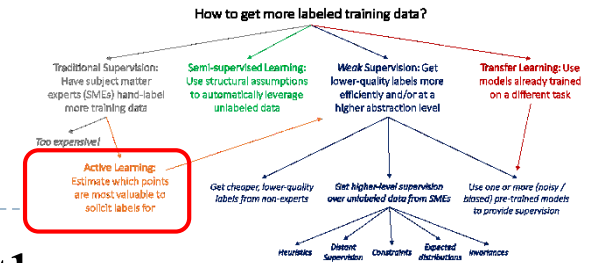 How to get more labeled training data?
Traditional Supervision:
Have subject matter
experts (SMEs) hand-label
more training data
Semi-supervised Learning:
Use structural assumptions
to automatically leverage
unlabeled data
Weak Supervision: Get
lower-quality labels more
efficiently and/or at a
higher abstraction level
Transfer Learning: Use
models already trained
on a different task
Too expensive!
Active Learning:
Estimate which points
are most valuable to
solicit labels for
Get cheaper, lower-quality
labels from non-experts
Get higher-level supervision
over unlabeled data from SMEs
Use one or more (noisy /
biased) pre-trained models
to provide supervision
Heuristics
Distant
Supervision
Constraints
Expected
distributions
Invariances